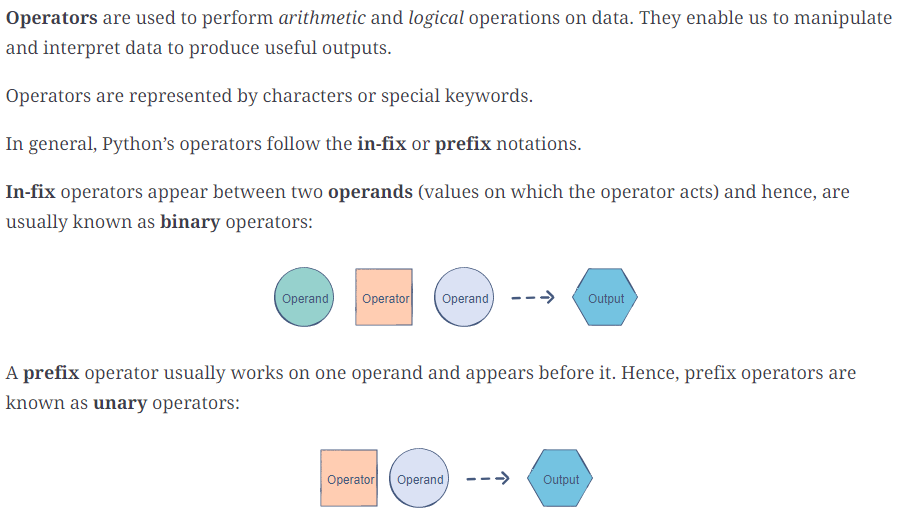 Operators are used to perform arithmetic and logical operations on data. They enable us to manipulate
and interpret data to produce useful outputs.
Operators are represented by characters or special keywords.
In general, Python’s operators follow the in-fix or prefix notations.
In-fix operators appear between two operands (values on which the operator acts) and hence, are
usually known as binary operators:
Operand Operator Operand Output
A prefix operator usually works on one operand and appears before it. Hence, prefix operators are
known as unary operators:
Operator Operand Output